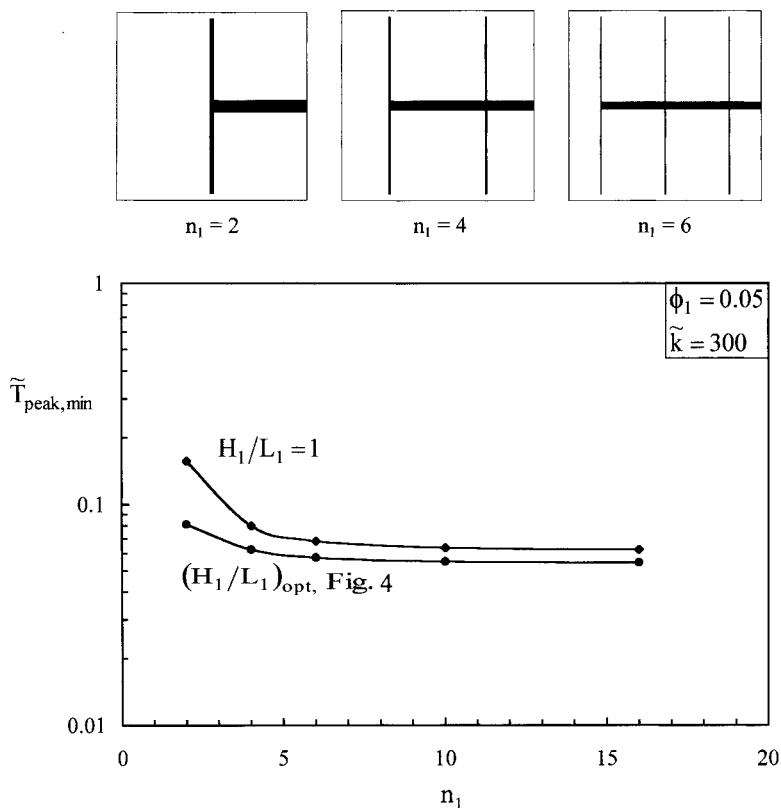 n₁ = 2
n₁ = 4
n₁ = 6
1
ϕ₁ = 0.05
k̃ = 300
T̃peak,min
H₁/L₁ = 1
0.1
(H₁/L₁)opt, Fig. 4
0.01
0 5 10 15 20
n₁